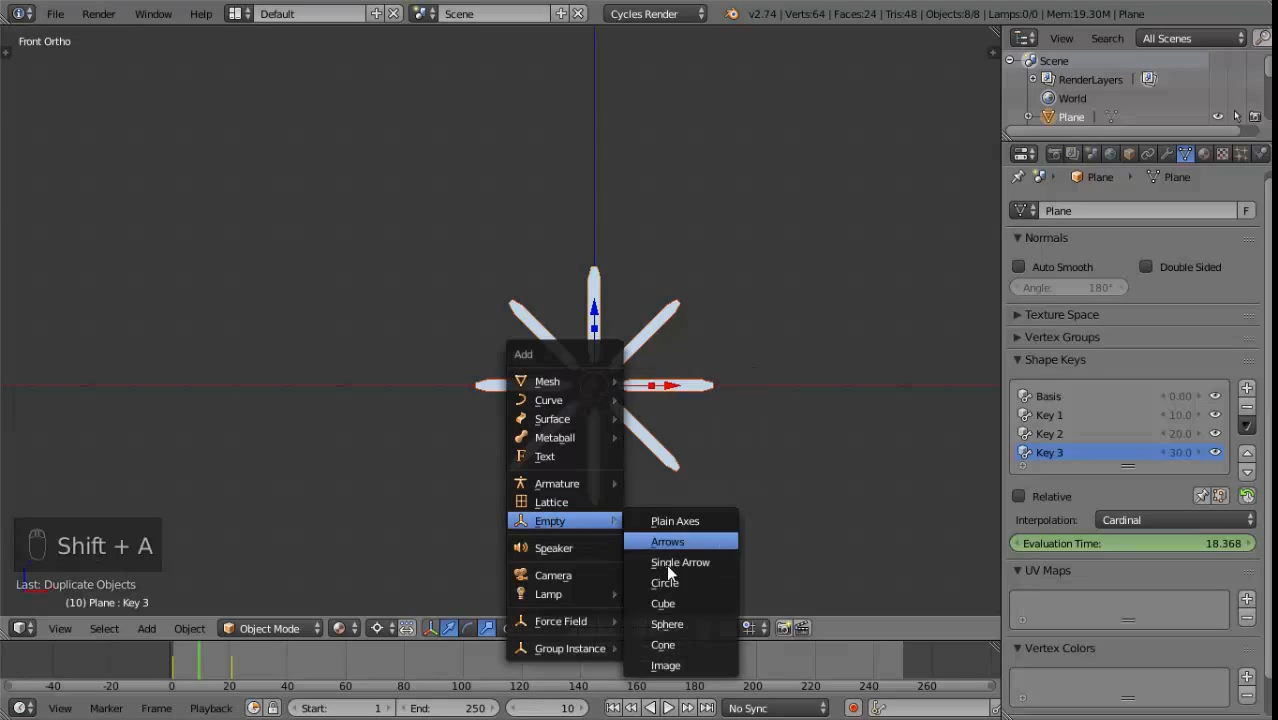 File Render Window Help Default Scene Cycles Render v2.74 | Verts:64 | Faces:24 | Tris:48 | Objects:8/8 | Lamps:0/0 | Mem:19.30M | Plane
Front Ortho
View Search All Scenes
Scene
RenderLayers
World
Plane
Plane Plane
Plane F
Normals
Auto Smooth Double Sided
Angle: 180°
Texture Space
Vertex Groups
Shape Keys
Basis 0.00
Key 1 10.0
Key 2 20.0
Key 3 30.0
Relative
Interpolation: Cardinal
Evaluation Time: 18.368
UV Maps
Vertex Colors
Add
Mesh
Curve
Surface
Metaball
Text
Armature
Lattice
Empty
Speaker
Camera
Lamp
Force Field
Group Instance
Plain Axes
Arrows
Single Arrow
Circle
Cube
Sphere
Cone
Image
Shift + A
Last: Duplicate Objects
(10) Plane : Key 3
View Select Add Object Object Mode
-40 -20 0 20 40 60 80 100 120 140 160 180 200 220 240 260
View Marker Frame Playback Start: 1 End: 250 10 No Sync